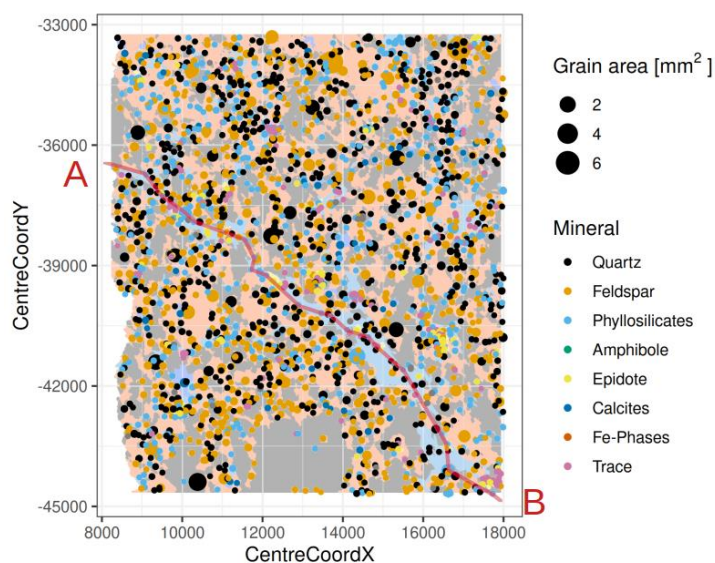 -33000
-36000
-39000
-42000
-45000
CentreCoordY
A
B
8000 10000 12000 14000 16000 18000
CentreCoordX
Grain area [mm² ]
2
4
6
Mineral
Quartz
Feldspar
Phyllosilicates
Amphibole
Epidote
Calcites
Fe-Phases
Trace